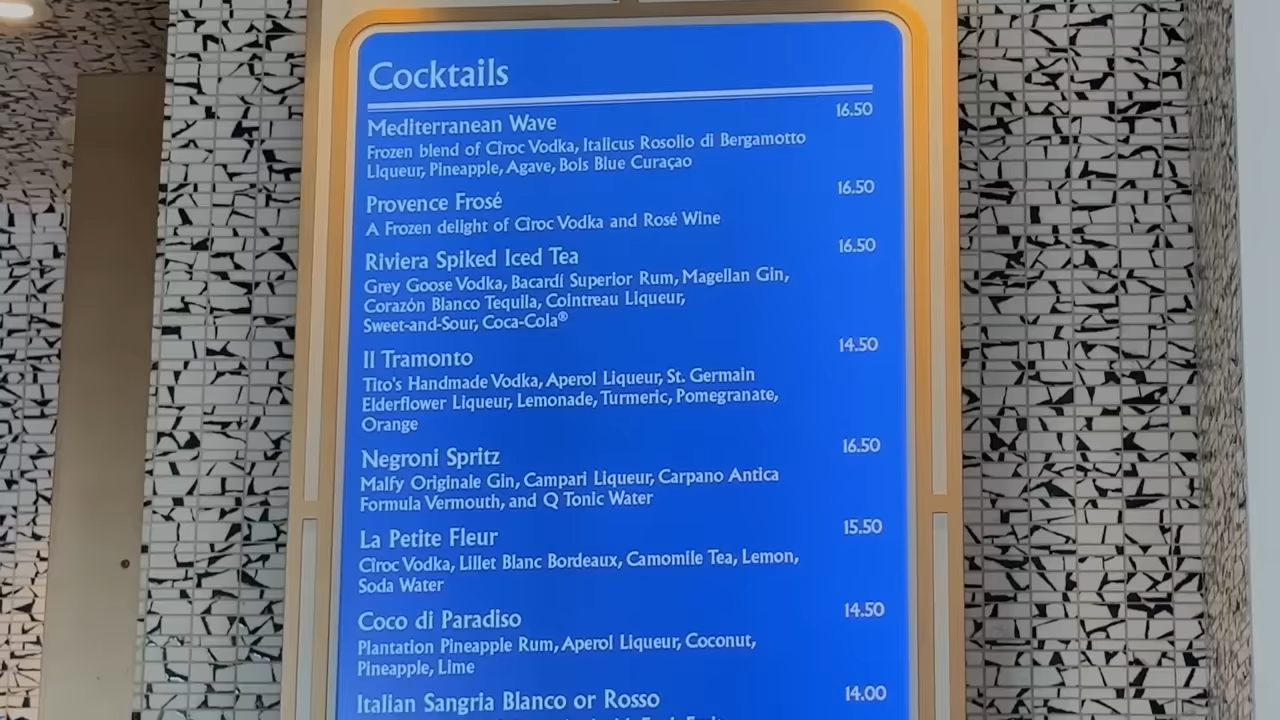 Cocktails
Mediterranean Wave 16.50
Frozen blend of Cîroc Vodka, Italicus Rosolio di Bergamotto
Liqueur, Pineapple, Agave, Bols Blue Curaçao
Provence Frosé 16.50
A Frozen delight of Cîroc Vodka and Rosé Wine
Riviera Spiked Iced Tea 16.50
Grey Goose Vodka, Bacardí Superior Rum, Magellan Gin,
Corazón Blanco Tequila, Cointreau Liqueur,
Sweet-and-Sour, Coca-Cola®
Il Tramonto 14.50
Tito's Handmade Vodka, Aperol Liqueur, St. Germain
Elderflower Liqueur, Lemonade, Turmeric, Pomegranate,
Orange
Negroni Spritz 16.50
Malfy Originale Gin, Campari Liqueur, Carpano Antica
Formula Vermouth, and Q Tonic Water
La Petite Fleur 15.50
Cîroc Vodka, Lillet Blanc Bordeaux, Camomile Tea, Lemon,
Soda Water
Coco di Paradiso 14.50
Plantation Pineapple Rum, Aperol Liqueur, Coconut,
Pineapple, Lime
Italian Sangria Blanco or Rosso 14.00